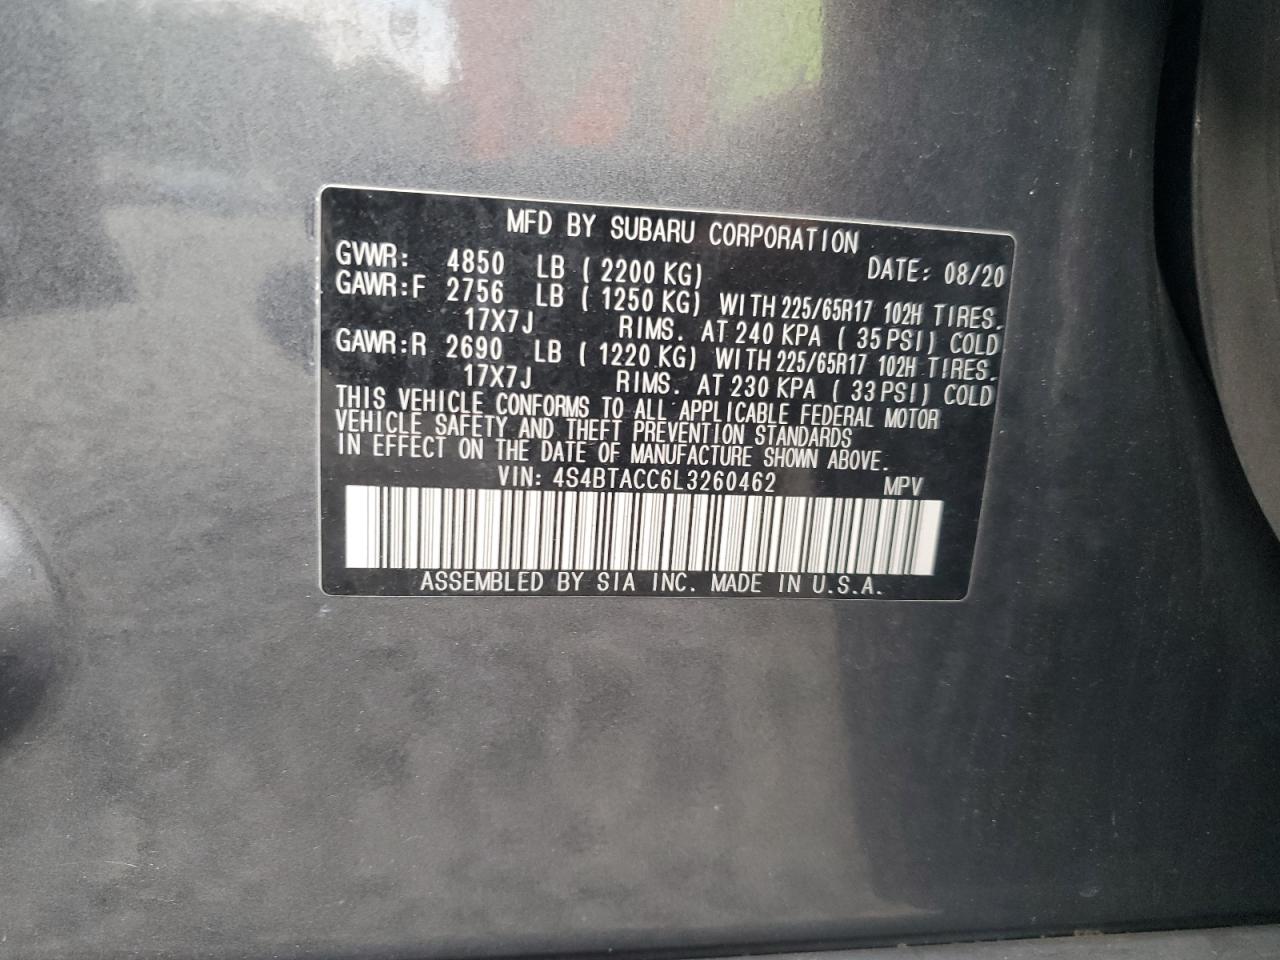 MFD BY SUBARU CORPORATION
GVWR: 4850 LB ( 2200 KG) DATE: 08/20
GAWR:F 2756 LB ( 1250 KG) WITH 225/65R17 102H TIRES.
17X7J RIMS. AT 240 KPA ( 35 PSI) COLD
GAWR:R 2690 LB ( 1220 KG) WITH 225/65R17 102H TIRES.
17X7J RIMS. AT 230 KPA ( 33 PSI) COLD
THIS VEHICLE CONFORMS TO ALL APPLICABLE FEDERAL MOTOR
VEHICLE SAFETY AND THEFT PREVENTION STANDARDS
IN EFFECT ON THE DATE OF MANUFACTURE SHOWN ABOVE.
VIN: 4S4BTACC6L3260462 MPV
ASSEMBLED BY SIA INC. MADE IN U.S.A.